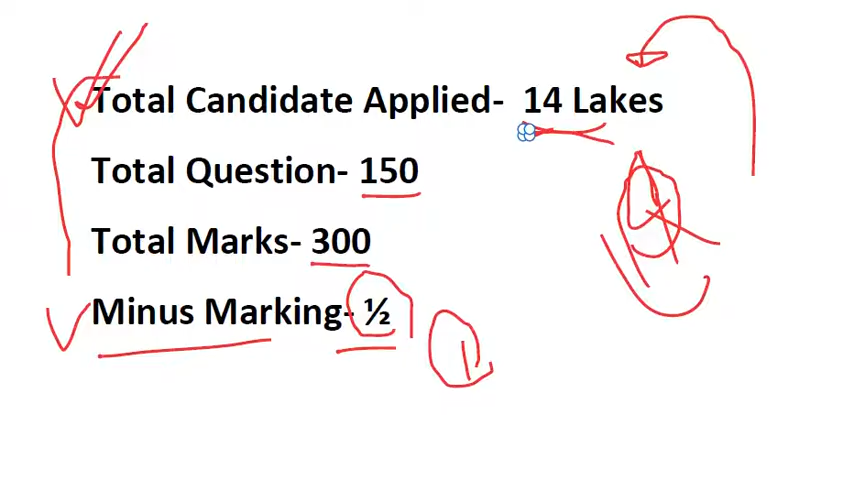 Total Candidate Applied- 14 Lakes
Total Question- 150
Total Marks- 300
Minus Marking- ½